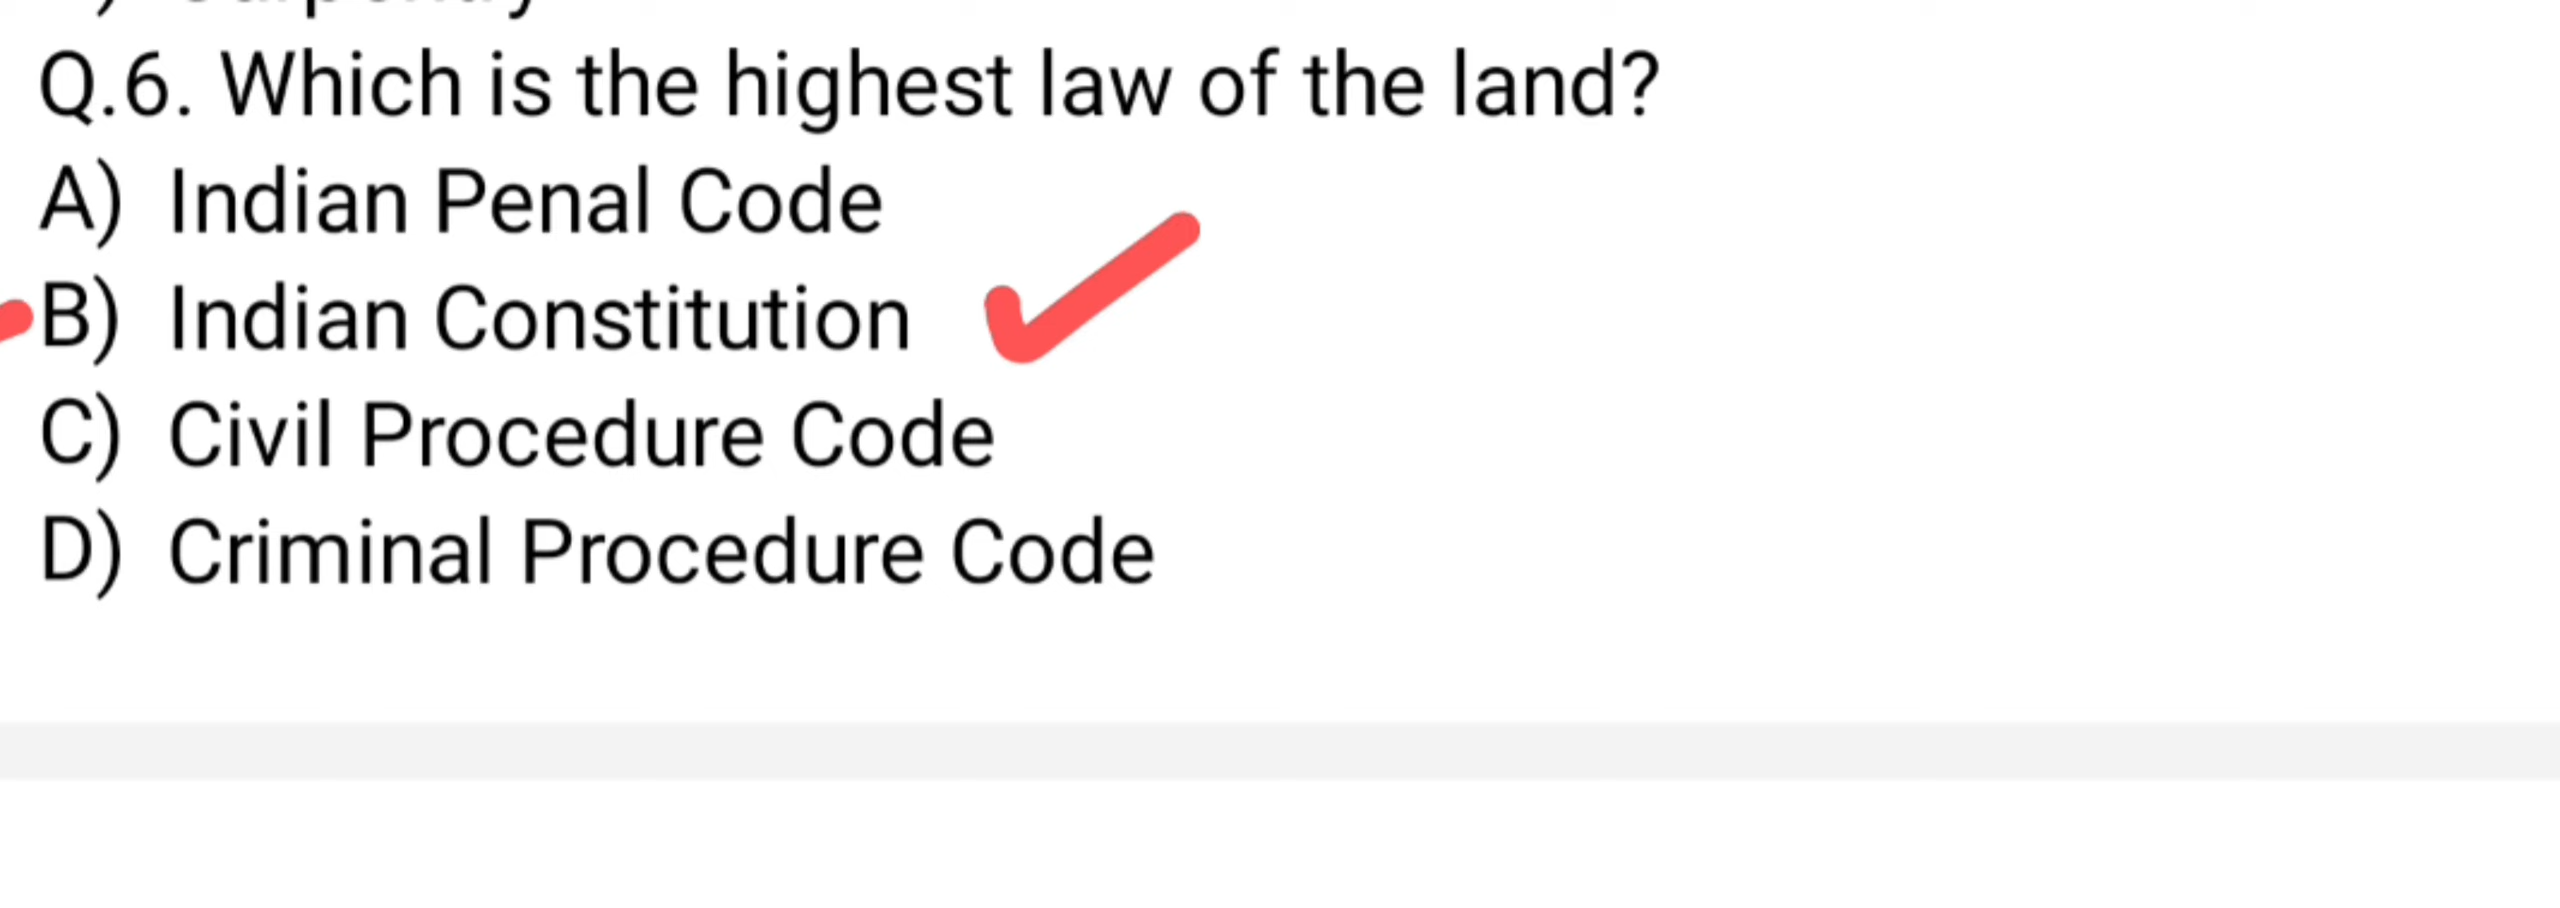 Q.6. Which is the highest law of the land?
A) Indian Penal Code
B) Indian Constitution
C) Civil Procedure Code
D) Criminal Procedure Code